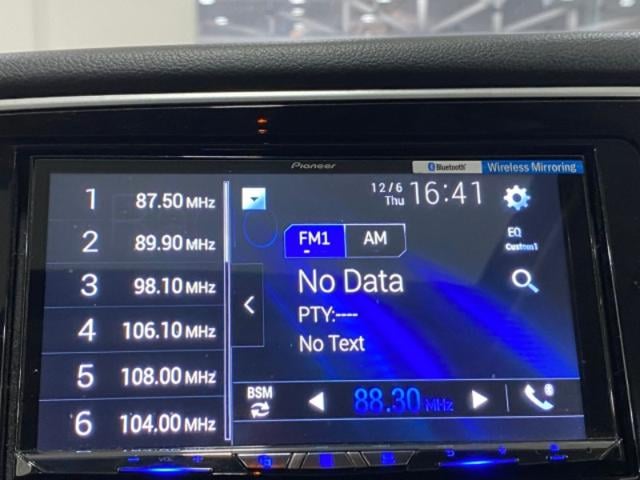 Pioneer Bluetooth Wireless Mirroring
12/6 Thu 16:41
1 87.50 MHz
2 89.90 MHz
3 98.10 MHz
4 106.10 MHz
5 108.00 MHz
6 104.00 MHz
FM1 AM
EQ
Custom1
No Data
PTY:----
No Text
BSM
88.30 MHz
VOL